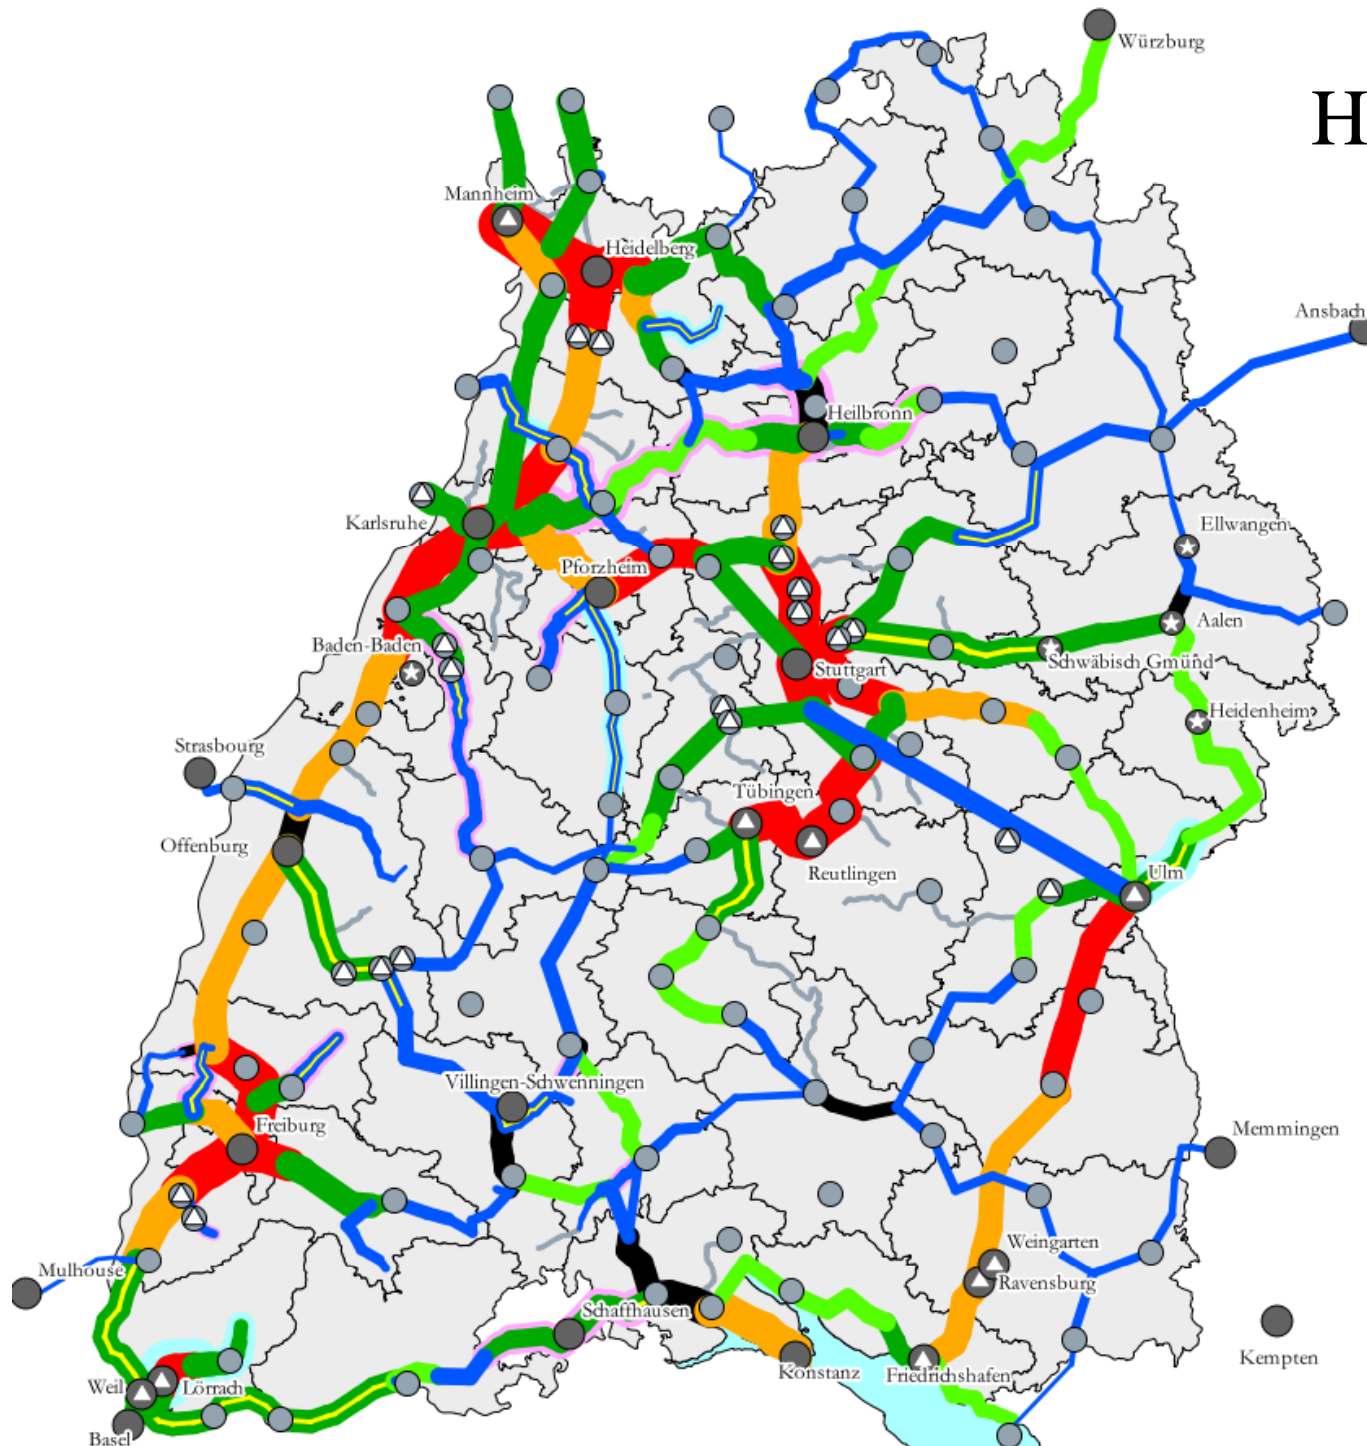 Würzburg
H
Mannheim
Heidelberg
Ansbach
Heilbronn
Karlsruhe
Ellwangen
Pforzheim
Aalen
Baden-Baden
Stuttgart
Schwäbisch Gmünd
Heidenheim
Strasbourg
Tübingen
Offenburg
Reutlingen
Ulm
Villingen-Schwenningen
Freiburg
Memmingen
Weingarten
Mulhouse
Ravensburg
Schaffhausen
Kempten
Konstanz
Friedrichshafen
Weil
Lörrach
Basel